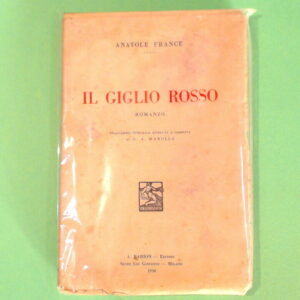 ANATOLE FRANCE
IL GIGLIO ROSSO
ROMANZO
A. BARION - Editore
Sesto San Giovanni - Milano